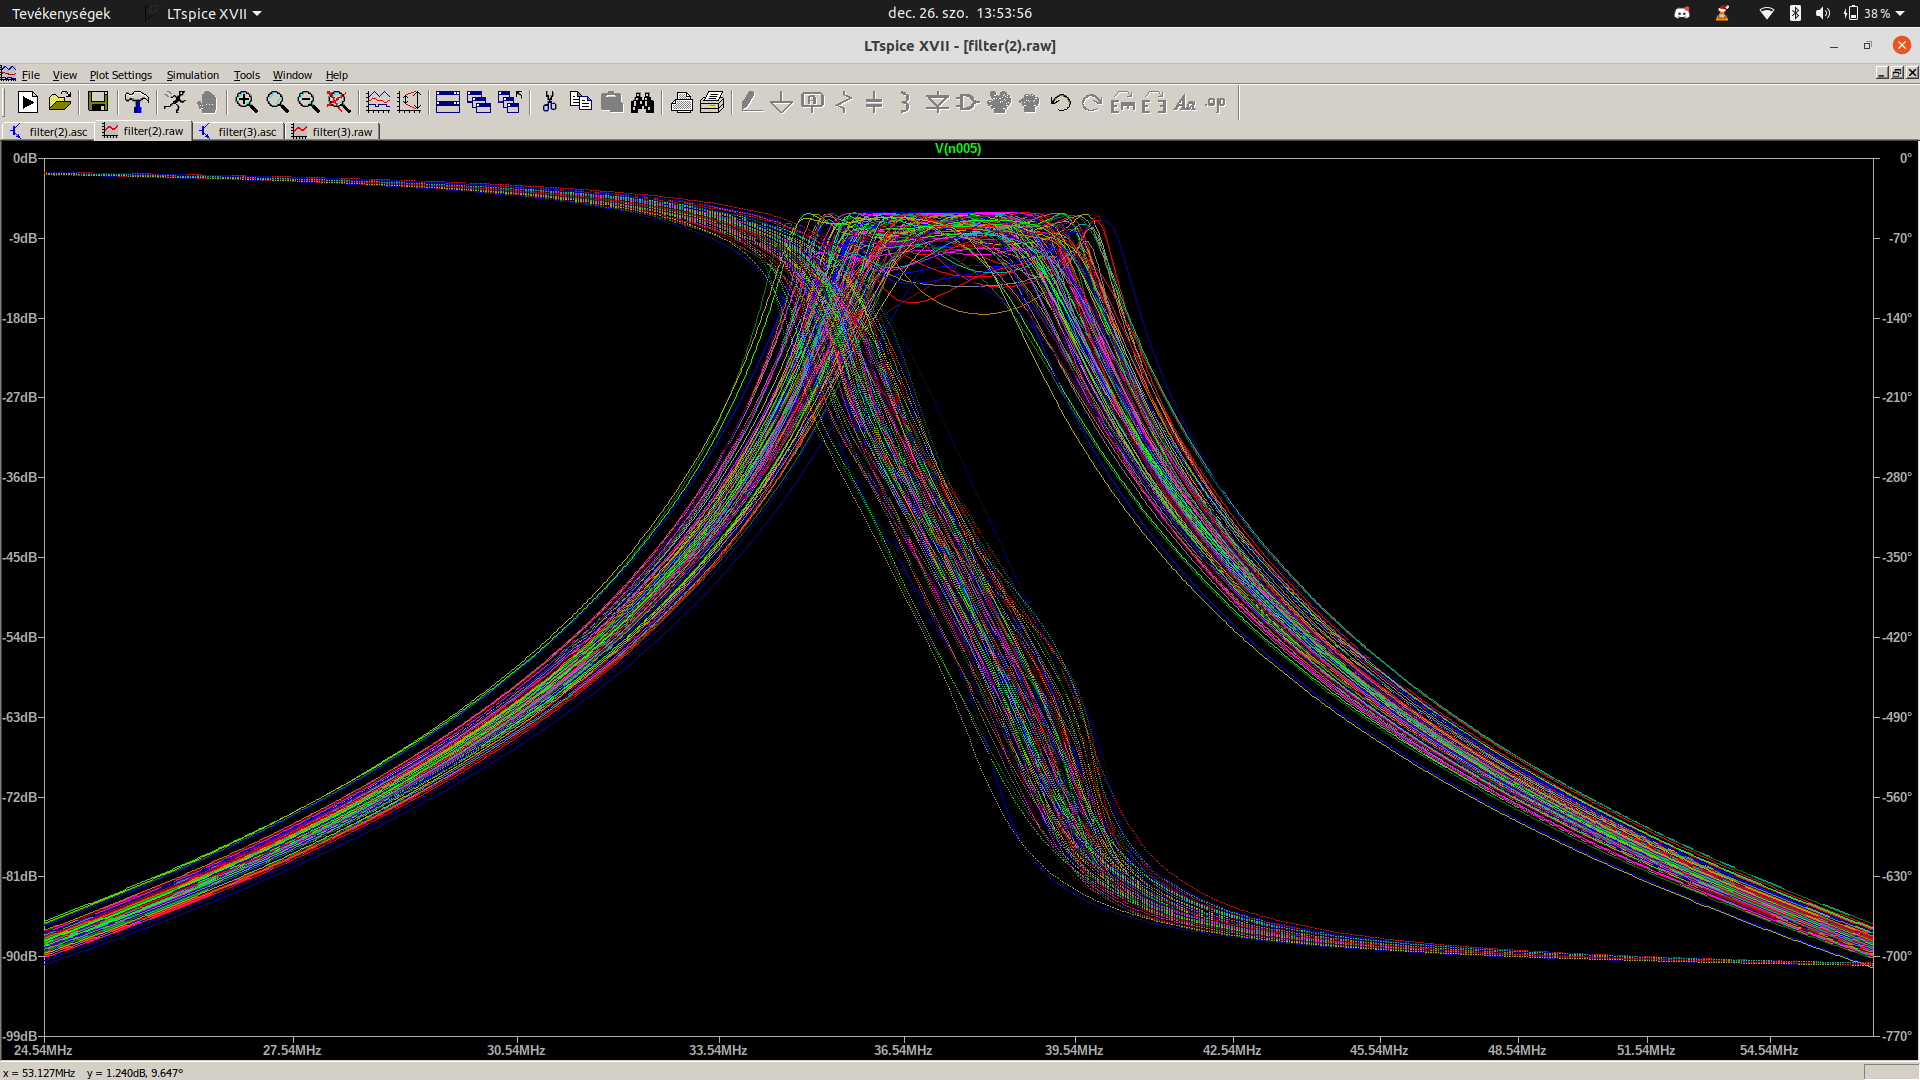 Tevékenységek LTspice XVII dec. 26. szo. 13:53:56 38 %
LTspice XVII - [filter(2).raw]
File View Plot Settings Simulation Tools Window Help
filter(2).asc filter(2).raw filter(3).asc filter(3).raw
V(n005)
0dB 0°
-9dB -70°
-18dB -140°
-27dB -210°
-36dB -280°
-45dB -350°
-54dB -420°
-63dB -490°
-72dB -560°
-81dB -630°
-90dB -700°
-99dB -770°
24.54MHz 27.54MHz 30.54MHz 33.54MHz 36.54MHz 39.54MHz 42.54MHz 45.54MHz 48.54MHz 51.54MHz 54.54MHz
x = 53.127MHz y = 1.240dB, 9.647°